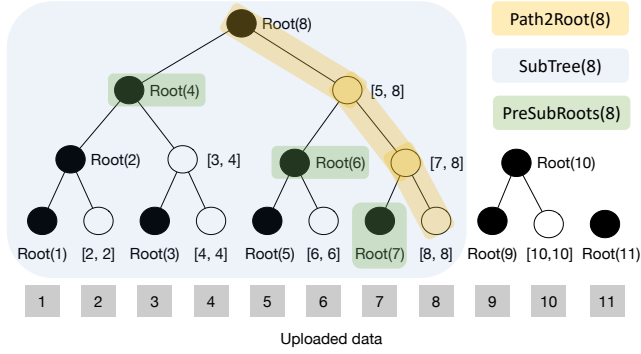 Root(8)
Path2Root(8)
SubTree(8)
PreSubRoots(8)
Root(4)
[5, 8]
Root(2)
[3, 4]
Root(6)
[7, 8]
Root(10)
Root(1) [2, 2] Root(3) [4, 4] Root(5) [6, 6] Root(7) [8, 8] Root(9) [10,10] Root(11)
1 2 3 4 5 6 7 8 9 10 11
Uploaded data